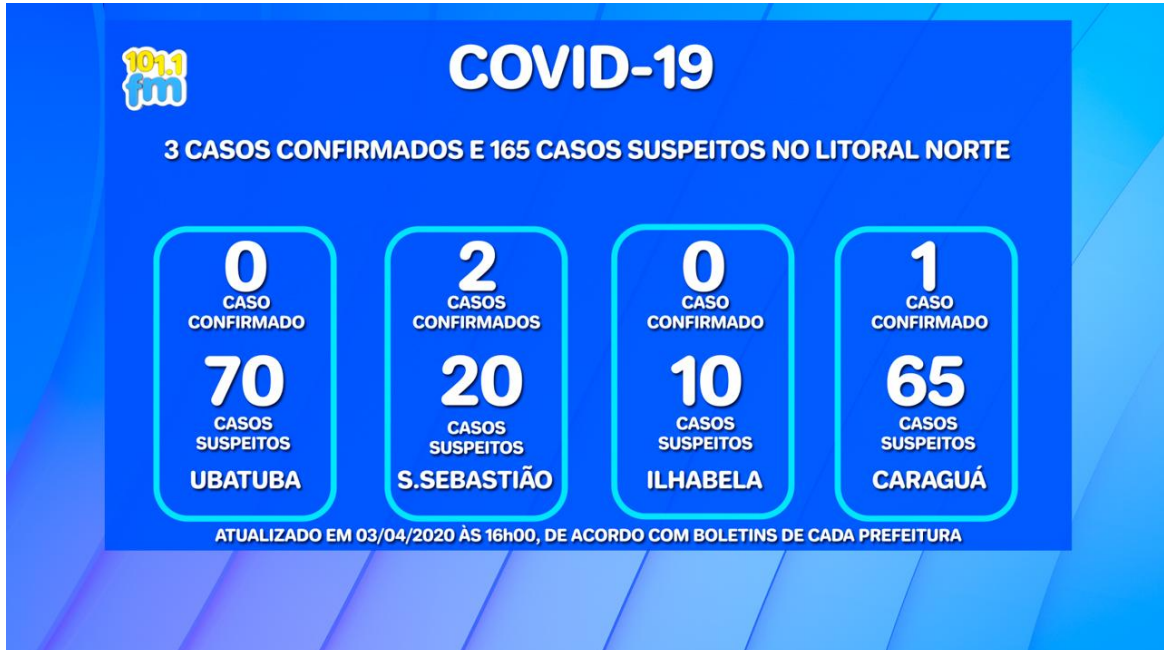 101.1
fm
COVID-19
3 CASOS CONFIRMADOS E 165 CASOS SUSPEITOS NO LITORAL NORTE
0
CASO
CONFIRMADO
70
CASOS
SUSPEITOS
UBATUBA
2
CASOS
CONFIRMADOS
20
CASOS
SUSPEITOS
S.SEBASTIÃO
0
CASO
CONFIRMADO
10
CASOS
SUSPEITOS
ILHABELA
1
CASO
CONFIRMADO
65
CASOS
SUSPEITOS
CARAGUÁ
ATUALIZADO EM 03/04/2020 ÀS 16h00, DE ACORDO COM BOLETINS DE CADA PREFEITURA